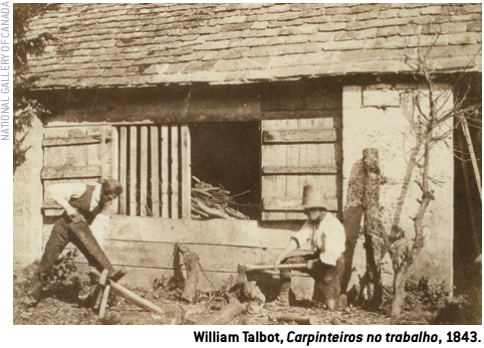 NATIONAL GALLERY OF CANADA
William Talbot, Carpinteiros no trabalho, 1843.